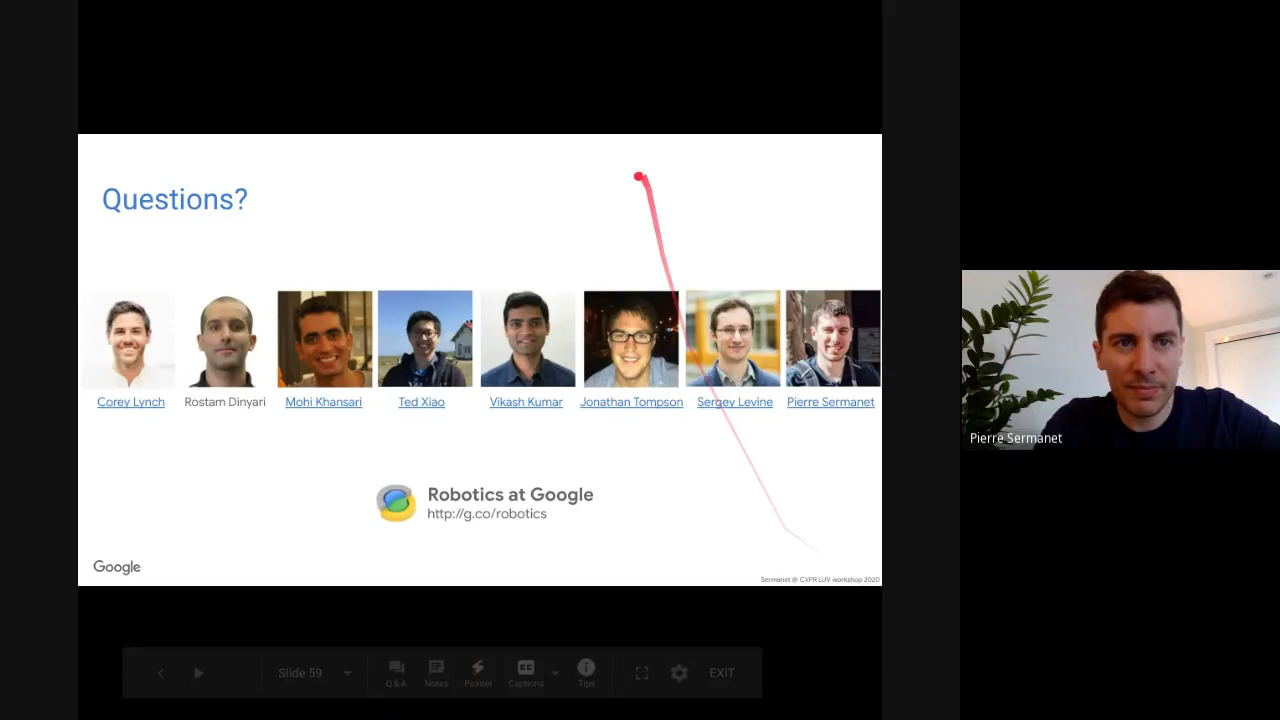 Questions?
Corey Lynch
Rostam Dinyari
Mohi Khansari
Ted Xiao
Vikash Kumar
Jonathan Tompson
Sergey Levine
Pierre Sermanet
Robotics at Google
http://g.co/robotics
Google
Sermanet @ CVPR LUV workshop 2020
Pierre Sermanet
Slide 59
Q & A
Notes
Pointer
Captions
Tips
EXIT